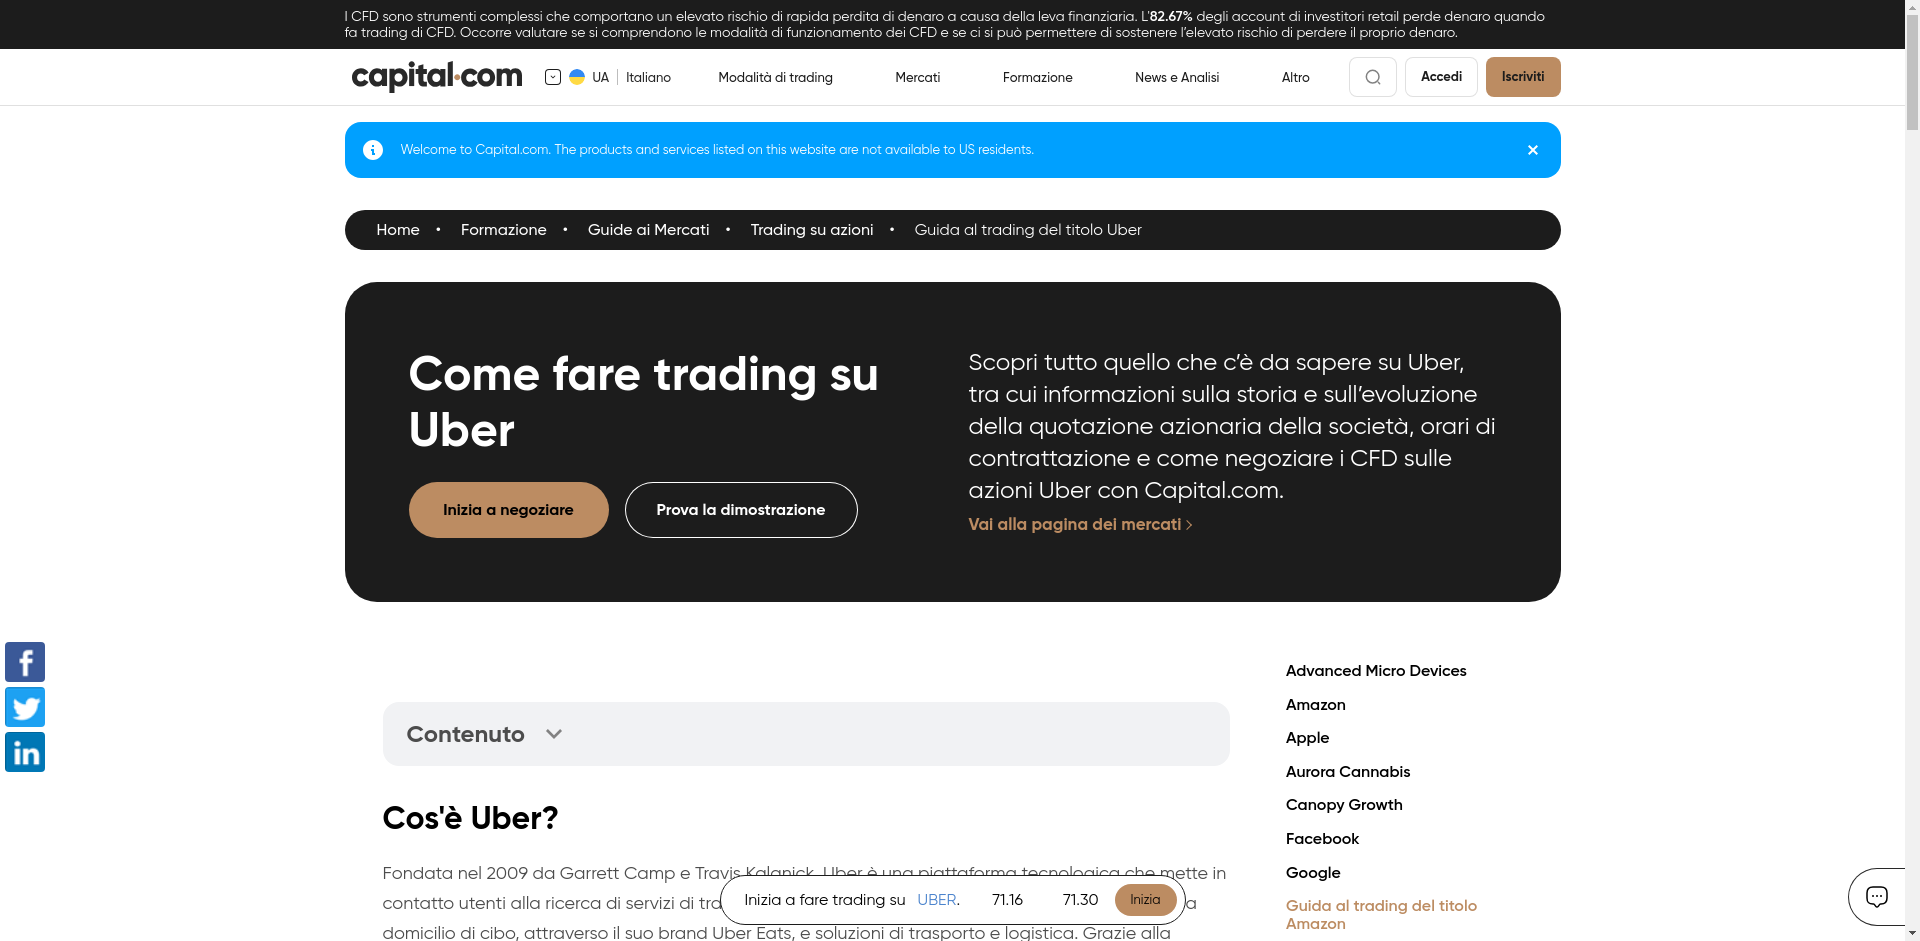 I CFD sono strumenti complessi che comportano un elevato rischio di rapida perdita di denaro a causa della leva finanziaria. L'82.67% degli account di investitori retail perde denaro quando
fa trading di CFD. Occorre valutare se si comprendono le modalità di funzionamento dei CFD e se ci si può permettere di sostenere l'elevato rischio di perdere il proprio denaro.
capital.com UA Italiano Modalità di trading Mercati Formazione News e Analisi Altro Accedi Iscriviti
Welcome to Capital.com. The products and services listed on this website are not available to US residents.
Home • Formazione • Guide ai Mercati • Trading su azioni • Guida al trading del titolo Uber
Come fare trading su
Uber
Inizia a negoziare Prova la dimostrazione
Scopri tutto quello che c'è da sapere su Uber,
tra cui informazioni sulla storia e sull'evoluzione
della quotazione azionaria della società, orari di
contrattazione e come negoziare i CFD sulle
azioni Uber con Capital.com.
Vai alla pagina dei mercati
Contenuto
Cos'è Uber?
Fondata nel 2009 da Garrett Camp e Travis Kalanick, Uber è una piattaforma tecnologica che mette in
contatto utenti alla ricerca di servizi di
domicilio di cibo, attraverso il suo brand Uber Eats, e soluzioni di trasporto e logistica. Grazie alla
Inizia a fare trading su UBER. 71.16 71.30 Inizia
Advanced Micro Devices
Amazon
Apple
Aurora Cannabis
Canopy Growth
Facebook
Google
Guida al trading del titolo
Amazon